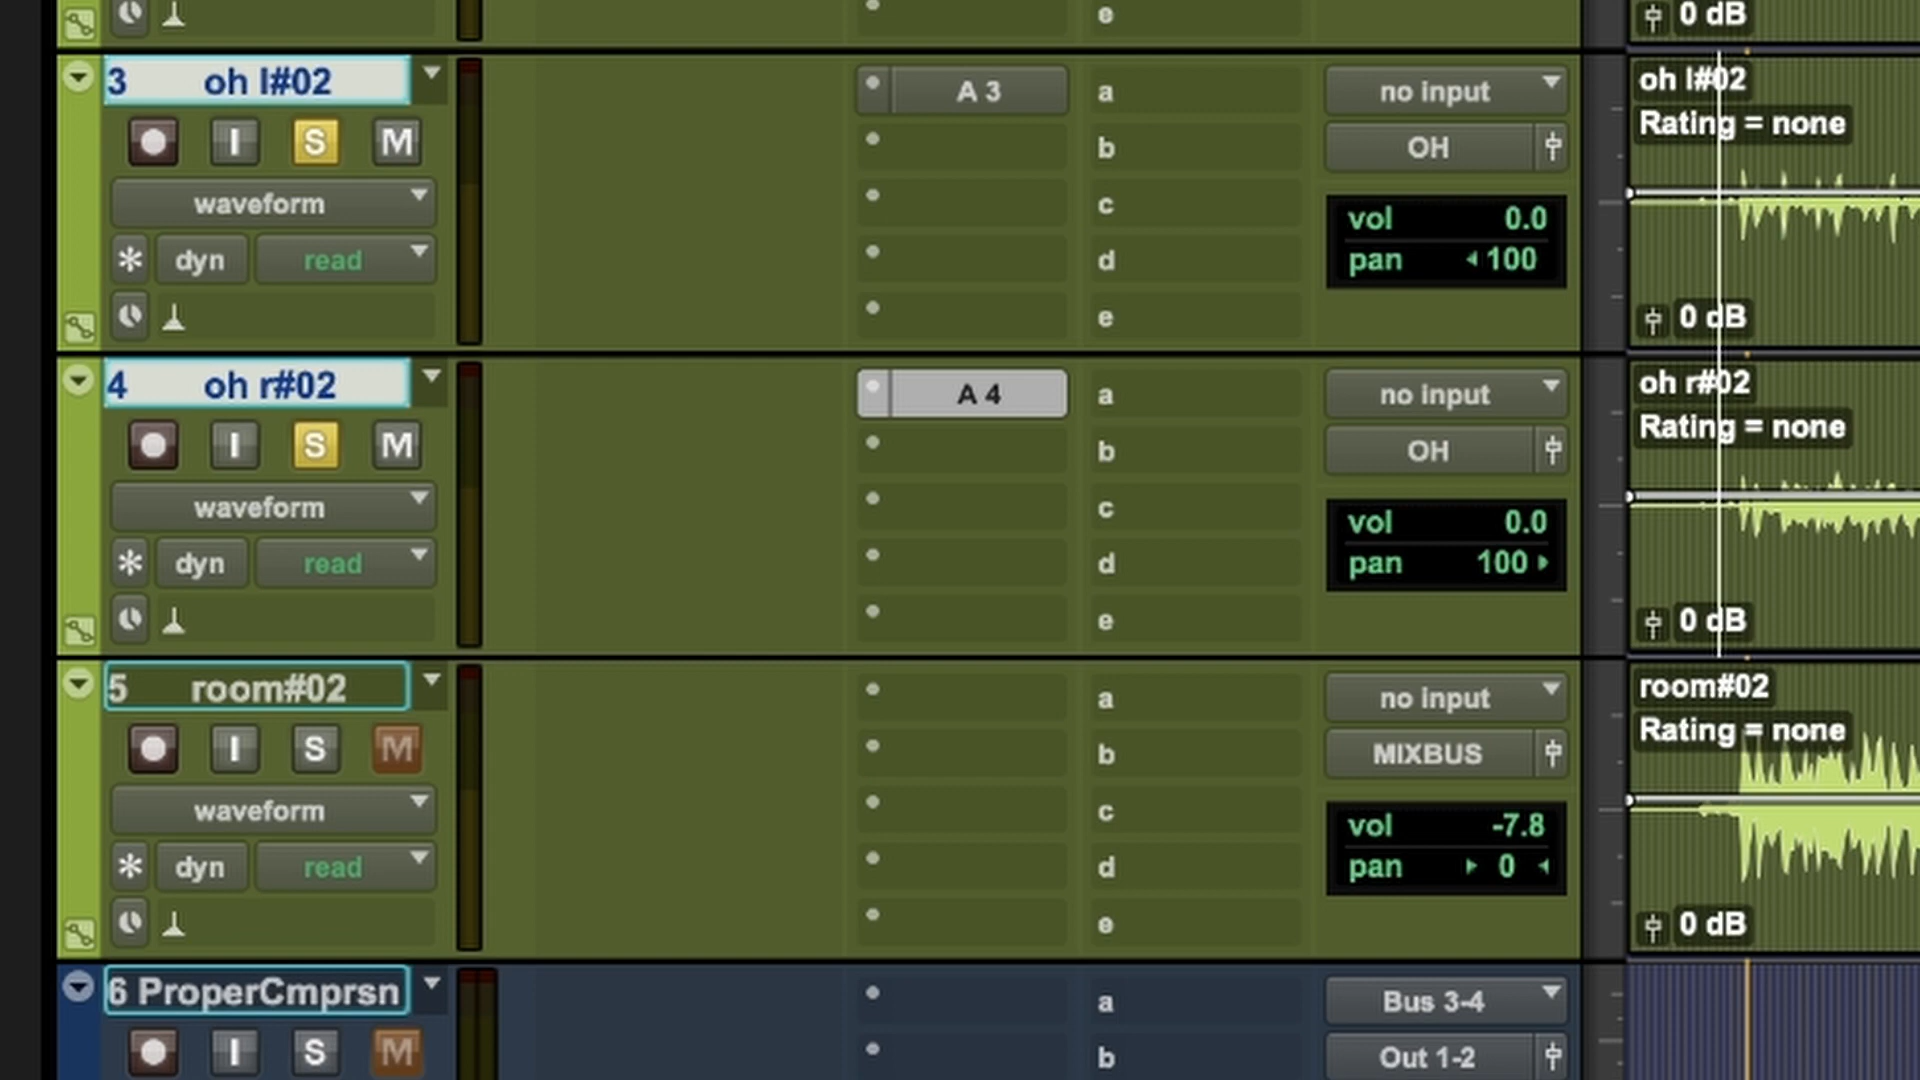 e
0 dB
3 oh l#02
A 3
a
no input
oh l#02
Rating = none
I S M
b
OH
waveform
c
vol 0.0
dyn read
d
pan 100
e
0 dB
4 oh r#02
A 4
a
no input
oh r#02
Rating = none
I S M
b
OH
waveform
c
vol 0.0
dyn read
d
pan 100
e
0 dB
5 room#02
a
no input
room#02
Rating = none
I S M
b
MIXBUS
waveform
c
vol -7.8
dyn read
d
pan 0
e
0 dB
6 ProperCmprsn
a
Bus 3-4
I S M
b
Out 1-2